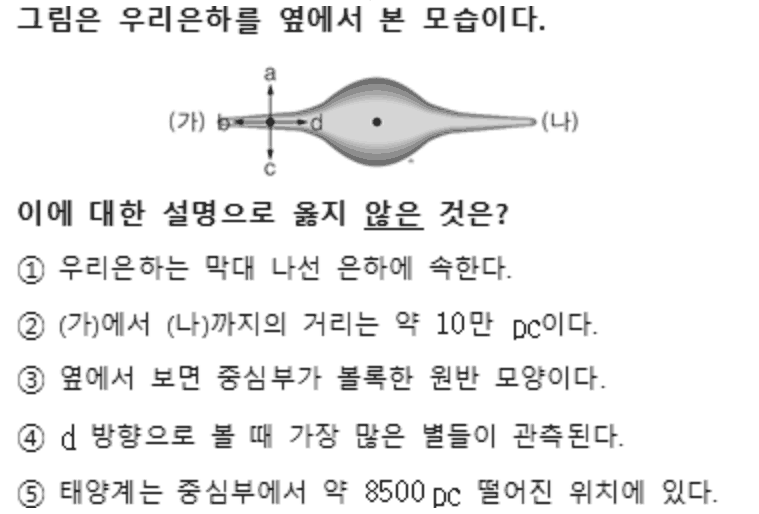 그림은 우리은하를 옆에서 본 모습이다.
a
(가) b d (나)
c
이에 대한 설명으로 옳지 않은 것은?
① 우리은하는 막대 나선 은하에 속한다.
② (가)에서 (나)까지의 거리는 약 10만 pc이다.
③ 옆에서 보면 중심부가 볼록한 원반 모양이다.
④ d 방향으로 볼 때 가장 많은 별들이 관측된다.
⑤ 태양계는 중심부에서 약 8500 pc 떨어진 위치에 있다.